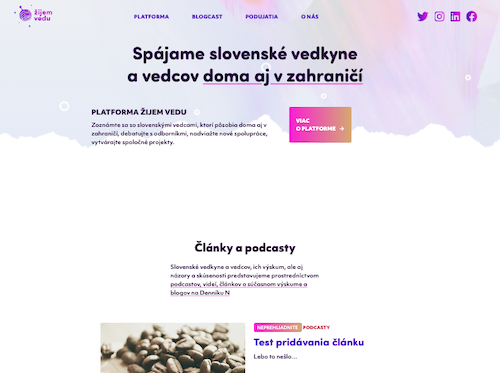 žijem
vedu
PLATFORMA
BLOGCAST
PODUJATIA
O NÁS
Spájame slovenské vedkyne
a vedcov doma aj v zahraničí
PLATFORMA ŽIJEM VEDU
Zoznámte sa so slovenskými vedcami, ktorí pôsobia doma aj v
zahraničí, debatujte s odborníkmi, nadviažte nové spolupráce,
vytvárajte spoločné projekty.
VIAC
O PLATFORME →
Články a podcasty
Slovenské vedkyne a vedcov, ich výskum, ale aj
názory a skúsenosti predstavujeme prostredníctvom
podcastov, videí, článkov o súčasnom výskume a
blogov na Denníku N
NEPREHLIADNITE PODCASTY
Test pridávania článku
Lebo to nešlo...